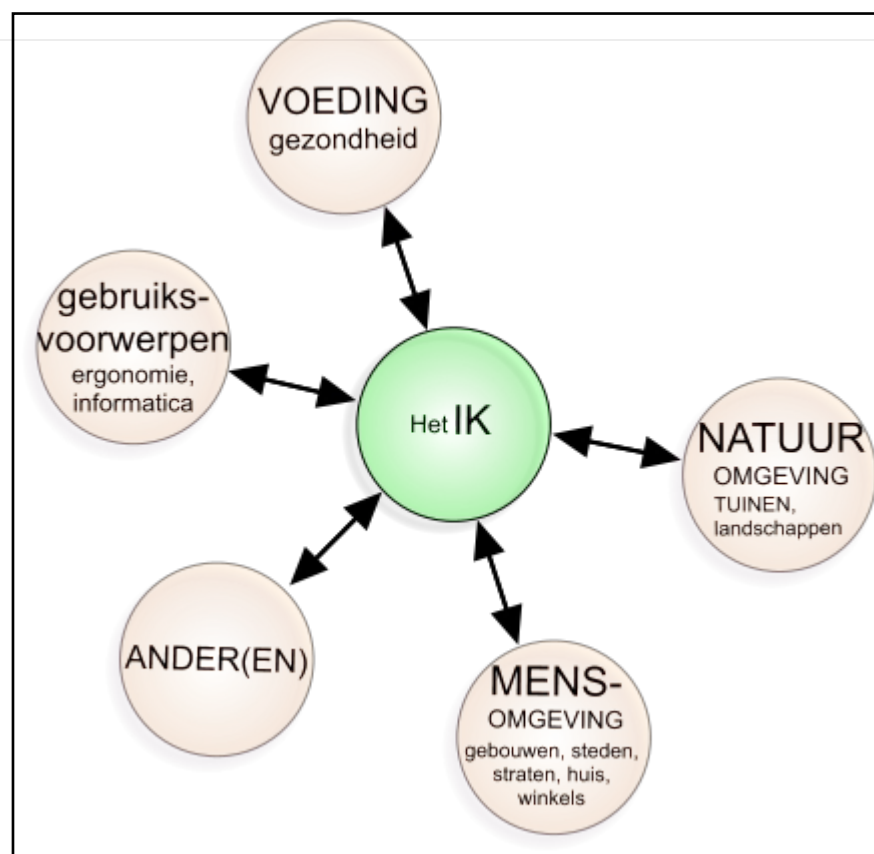 VOEDING
gezondheid
gebruiks-
voorwerpen
ergonomie,
informatica
Het IK
NATUUR
OMGEVING
TUINEN,
landschappen
ANDER(EN)
MENS-
OMGEVING
gebouwen, steden,
straten, huis,
winkels